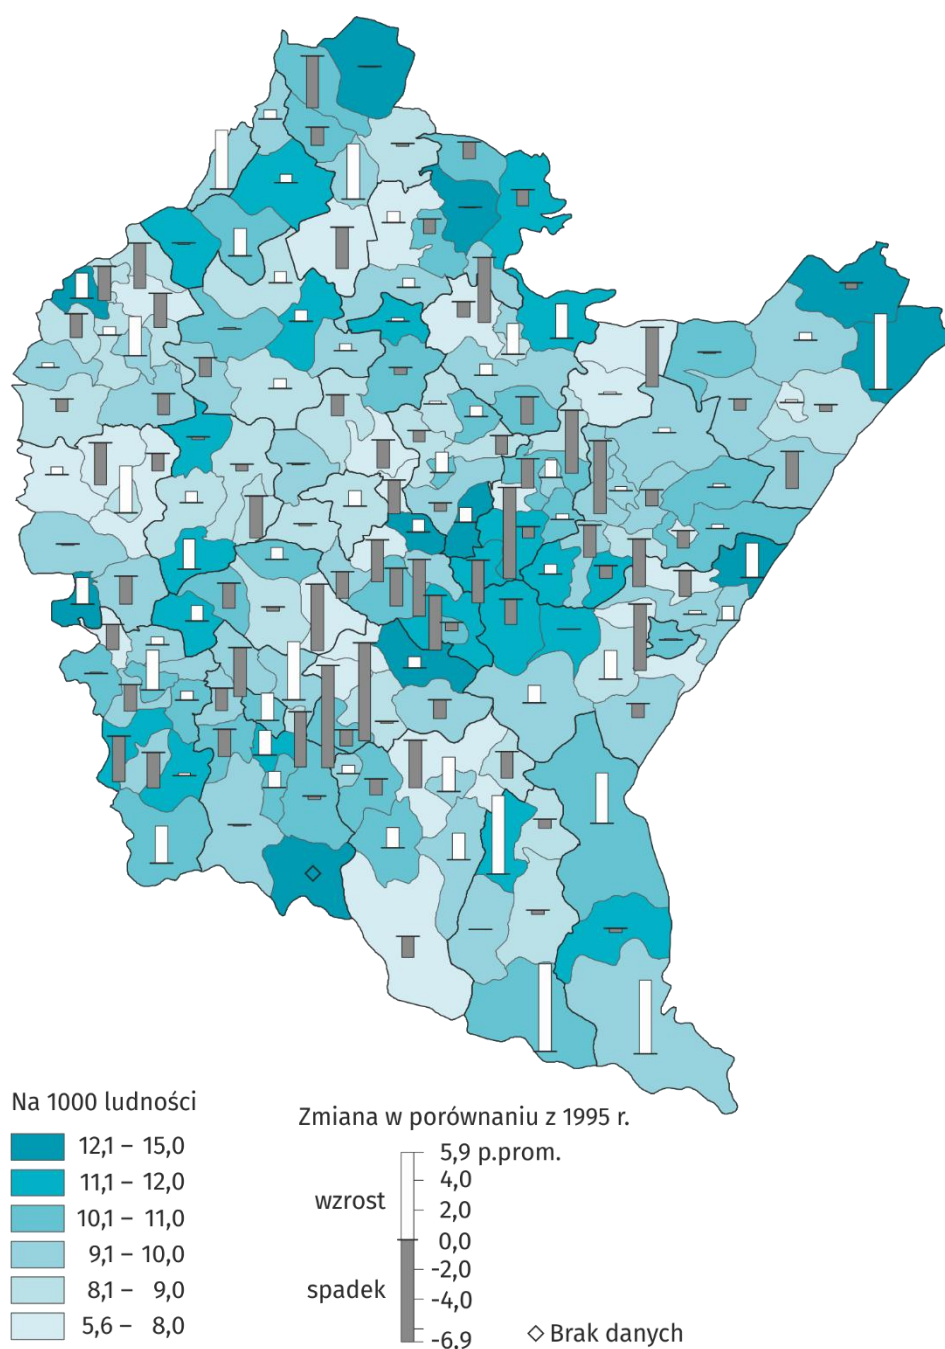 Na 1000 ludności
12,1 – 15,0
11,1 – 12,0
10,1 – 11,0
9,1 – 10,0
8,1 – 9,0
5,6 – 8,0
Zmiana w porównaniu z 1995 r.
5,9 p.prom.
4,0
wzrost
2,0
0,0
-2,0
spadek
-4,0
-6,9
Brak danych